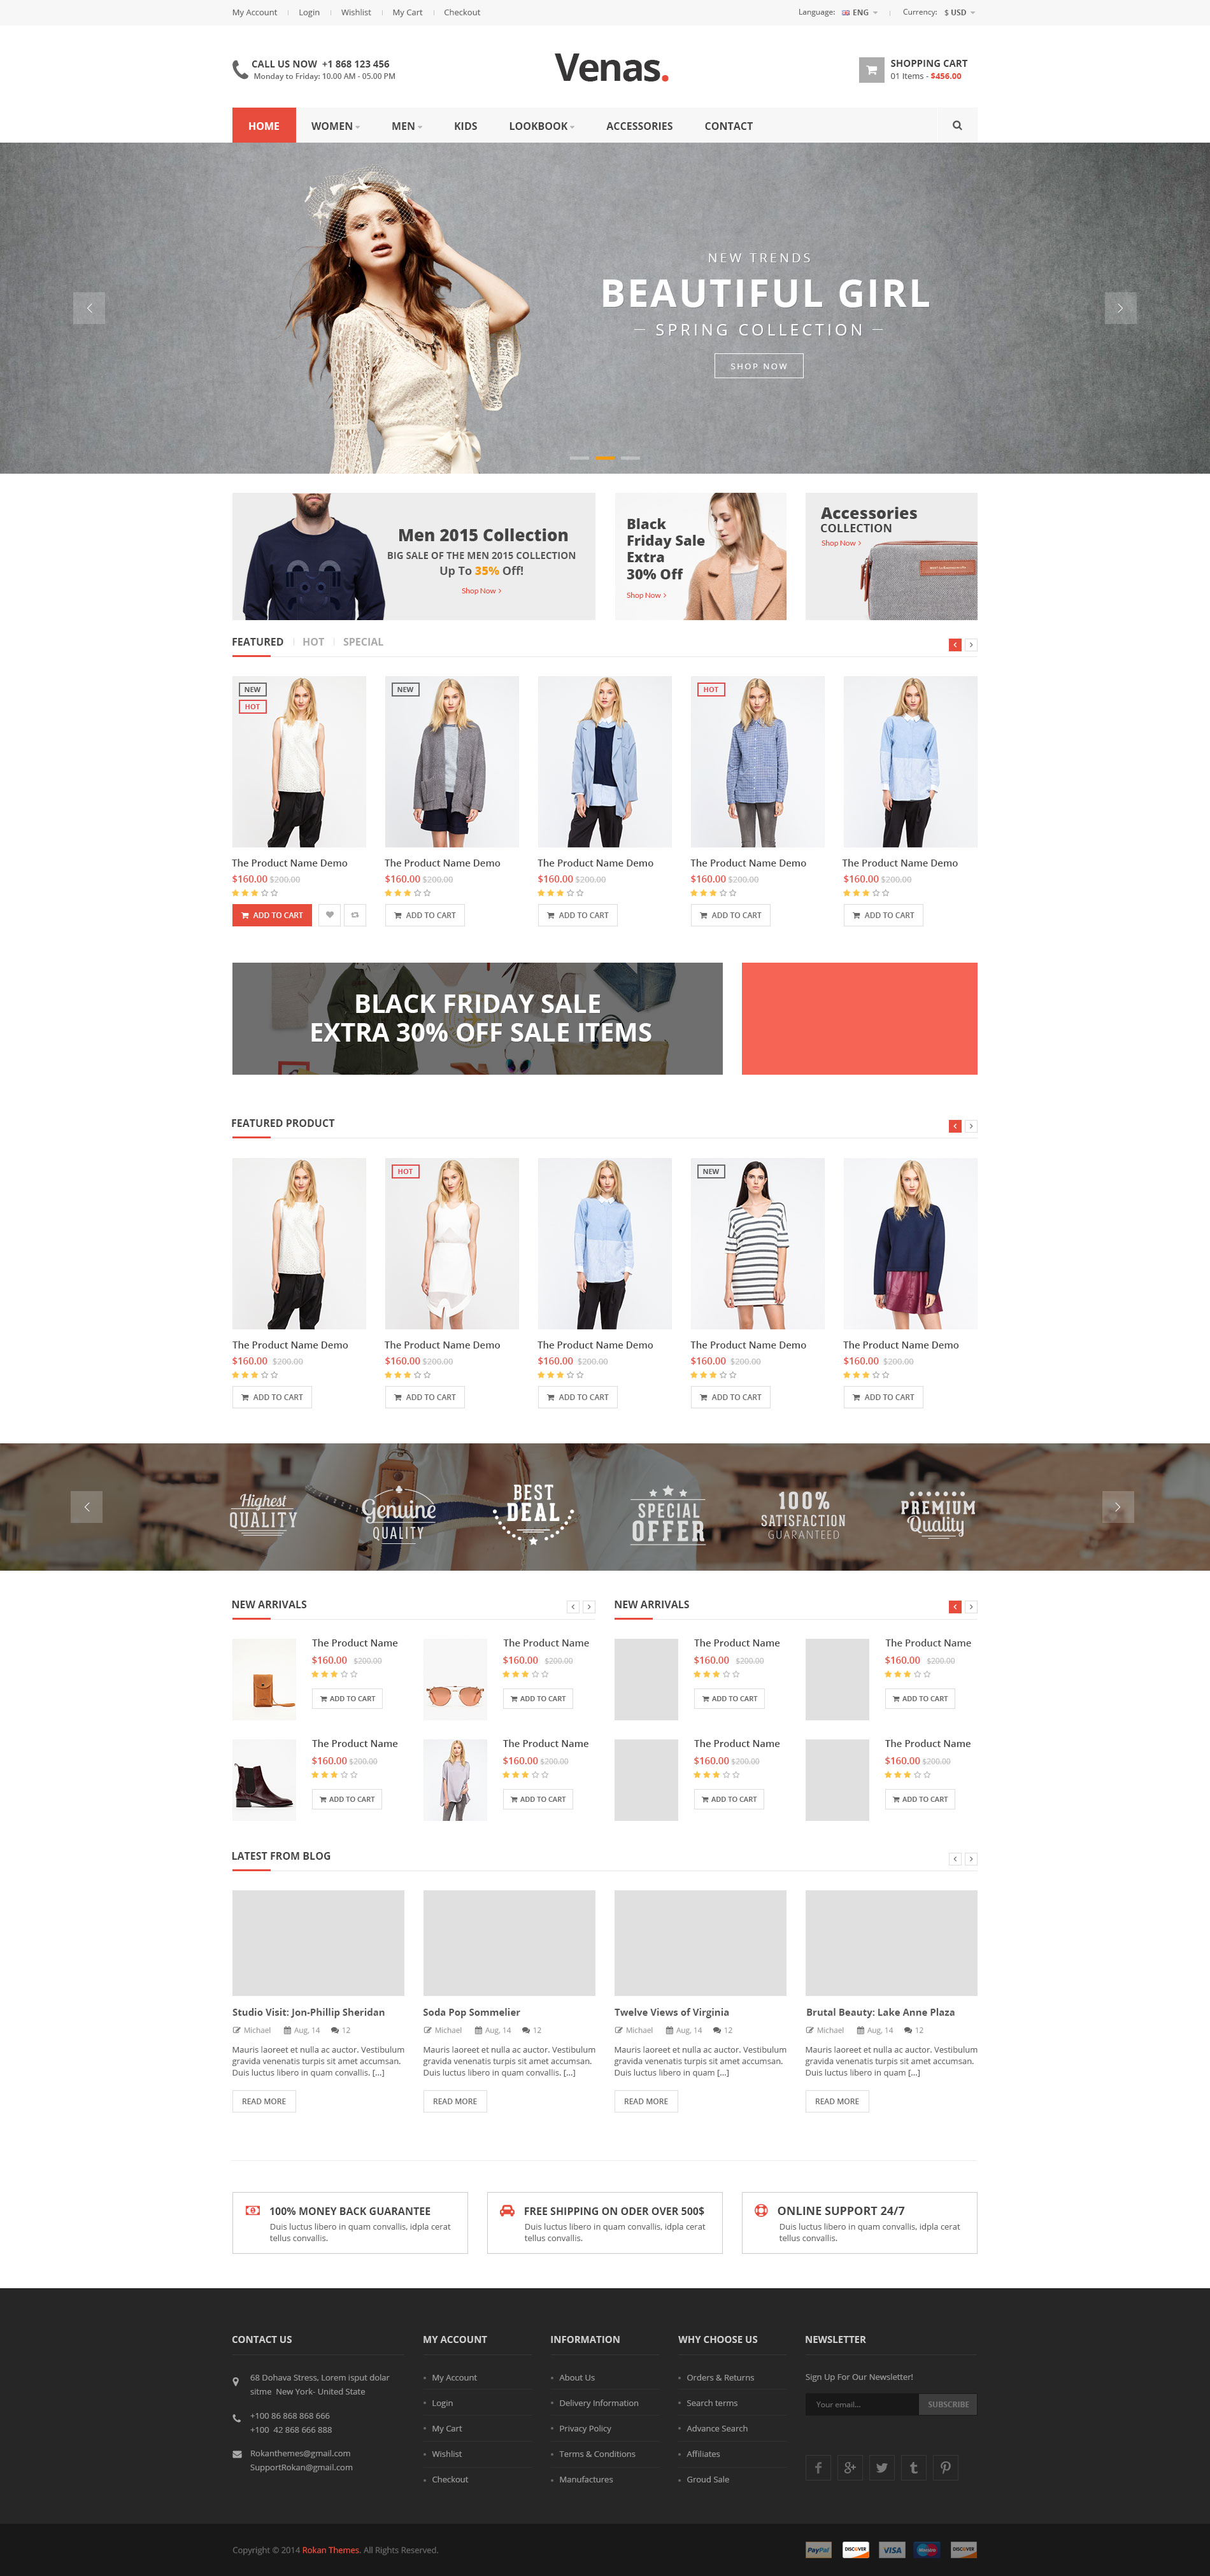 My Account
Login
Wishlist
My Cart
Checkout
Language: ENG
Currency: $ USD
CALL US NOW +1 868 123 456
Monday to Friday: 10.00 AM - 05.00 PM
Venas.
SHOPPING CART
01 Items - $456.00
HOME
WOMEN
MEN
KIDS
LOOKBOOK
ACCESSORIES
CONTACT
NEW TRENDS
BEAUTIFUL GIRL
SPRING COLLECTION
SHOP NOW
Men 2015 Collection
BIG SALE OF THE MEN 2015 COLLECTION
Up To 35% Off!
Shop Now
Black
Friday Sale
Extra
30% Off
Shop Now
Accessories
COLLECTION
Shop Now
FEATURED
HOT
SPECIAL
NEW
HOT
NEW
HOT
The Product Name Demo
$160.00 $200.00
ADD TO CART
The Product Name Demo
$160.00 $200.00
ADD TO CART
The Product Name Demo
$160.00 $200.00
ADD TO CART
The Product Name Demo
$160.00 $200.00
ADD TO CART
The Product Name Demo
$160.00 $200.00
ADD TO CART
BLACK FRIDAY SALE
EXTRA 30% OFF SALE ITEMS
FEATURED PRODUCT
HOT
NEW
The Product Name Demo
$160.00 $200.00
ADD TO CART
The Product Name Demo
$160.00 $200.00
ADD TO CART
The Product Name Demo
$160.00 $200.00
ADD TO CART
The Product Name Demo
$160.00 $200.00
ADD TO CART
The Product Name Demo
$160.00 $200.00
ADD TO CART
Highest
QUALITY
Genuine
QUALITY
BEST
DEAL
SPECIAL
OFFER
100%
SATISFACTION
GUARANTEED
PREMIUM
Quality
NEW ARRIVALS
The Product Name
$160.00 $200.00
ADD TO CART
The Product Name
$160.00 $200.00
ADD TO CART
The Product Name
$160.00 $200.00
ADD TO CART
The Product Name
$160.00 $200.00
ADD TO CART
NEW ARRIVALS
The Product Name
$160.00 $200.00
ADD TO CART
The Product Name
$160.00 $200.00
ADD TO CART
The Product Name
$160.00 $200.00
ADD TO CART
The Product Name
$160.00 $200.00
ADD TO CART
LATEST FROM BLOG
Studio Visit: Jon-Phillip Sheridan
Michael Aug, 14 12
Mauris laoreet et nulla ac auctor. Vestibulum
gravida venenatis turpis sit amet accumsan.
Duis luctus libero in quam convallis. [...]
READ MORE
Soda Pop Sommelier
Michael Aug, 14 12
Mauris laoreet et nulla ac auctor. Vestibulum
gravida venenatis turpis sit amet accumsan.
Duis luctus libero in quam convallis. [...]
READ MORE
Twelve Views of Virginia
Michael Aug, 14 12
Mauris laoreet et nulla ac auctor. Vestibulum
gravida venenatis turpis sit amet accumsan.
Duis luctus libero in quam [...]
READ MORE
Brutal Beauty: Lake Anne Plaza
Michael Aug, 14 12
Mauris laoreet et nulla ac auctor. Vestibulum
gravida venenatis turpis sit amet accumsan.
Duis luctus libero in quam [...]
READ MORE
100% MONEY BACK GUARANTEE
Duis luctus libero in quam convallis, idpla cerat
tellus convallis.
FREE SHIPPING ON ODER OVER 500$
Duis luctus libero in quam convallis, idpla cerat
tellus convallis.
ONLINE SUPPORT 24/7
Duis luctus libero in quam convallis, idpla cerat
tellus convallis.
CONTACT US
68 Dohava Stress, Lorem isput dolar
sitme New York- United State
+100 86 868 868 666
+100 42 868 666 888
Rokanthemes@gmail.com
SupportRokan@gmail.com
MY ACCOUNT
My Account
Login
My Cart
Wishlist
Checkout
INFORMATION
About Us
Delivery Information
Privacy Policy
Terms & Conditions
Manufactures
WHY CHOOSE US
Orders & Returns
Search terms
Advance Search
Affiliates
Groud Sale
NEWSLETTER
Sign Up For Our Newsletter!
Your email...
SUBSCRIBE
Copyright © 2014 Rokan Themes. All Rights Reserved.
PayPal
DISCOVER
VISA
Maestro
DISCOVER